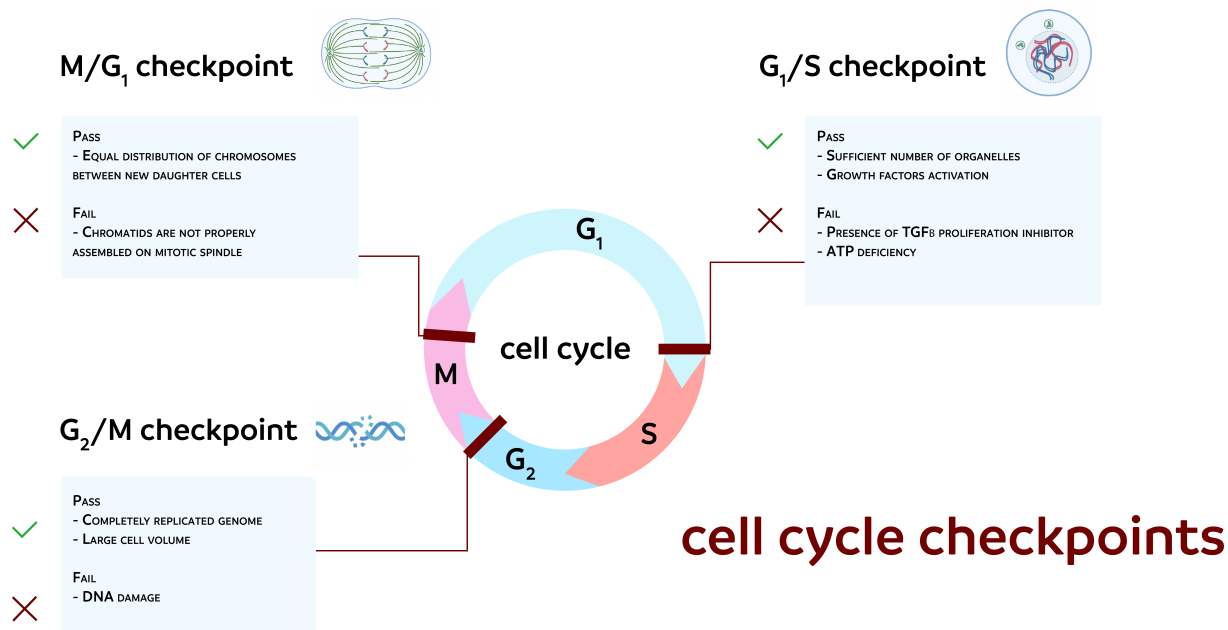 M/G₁ checkpoint
Pass
- Equal distribution of chromosomes
between new daughter cells
Fail
- Chromatids are not properly
assembled on mitotic spindle
G₁/S checkpoint
Pass
- Sufficient number of organelles
- Growth factors activation
Fail
- Presence of TGFβ proliferation inhibitor
- ATP deficiency
G₁
cell cycle
M
S
G₂
G₂/M checkpoint
Pass
- Completely replicated genome
- Large cell volume
Fail
- DNA damage
cell cycle checkpoints